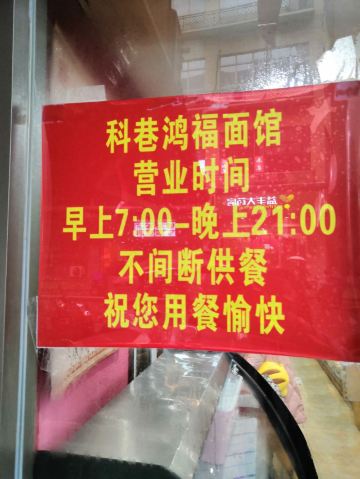 科巷鸿福面馆
营业时间
早上7:00-晚上21:00
不间断供餐
祝您用餐愉快